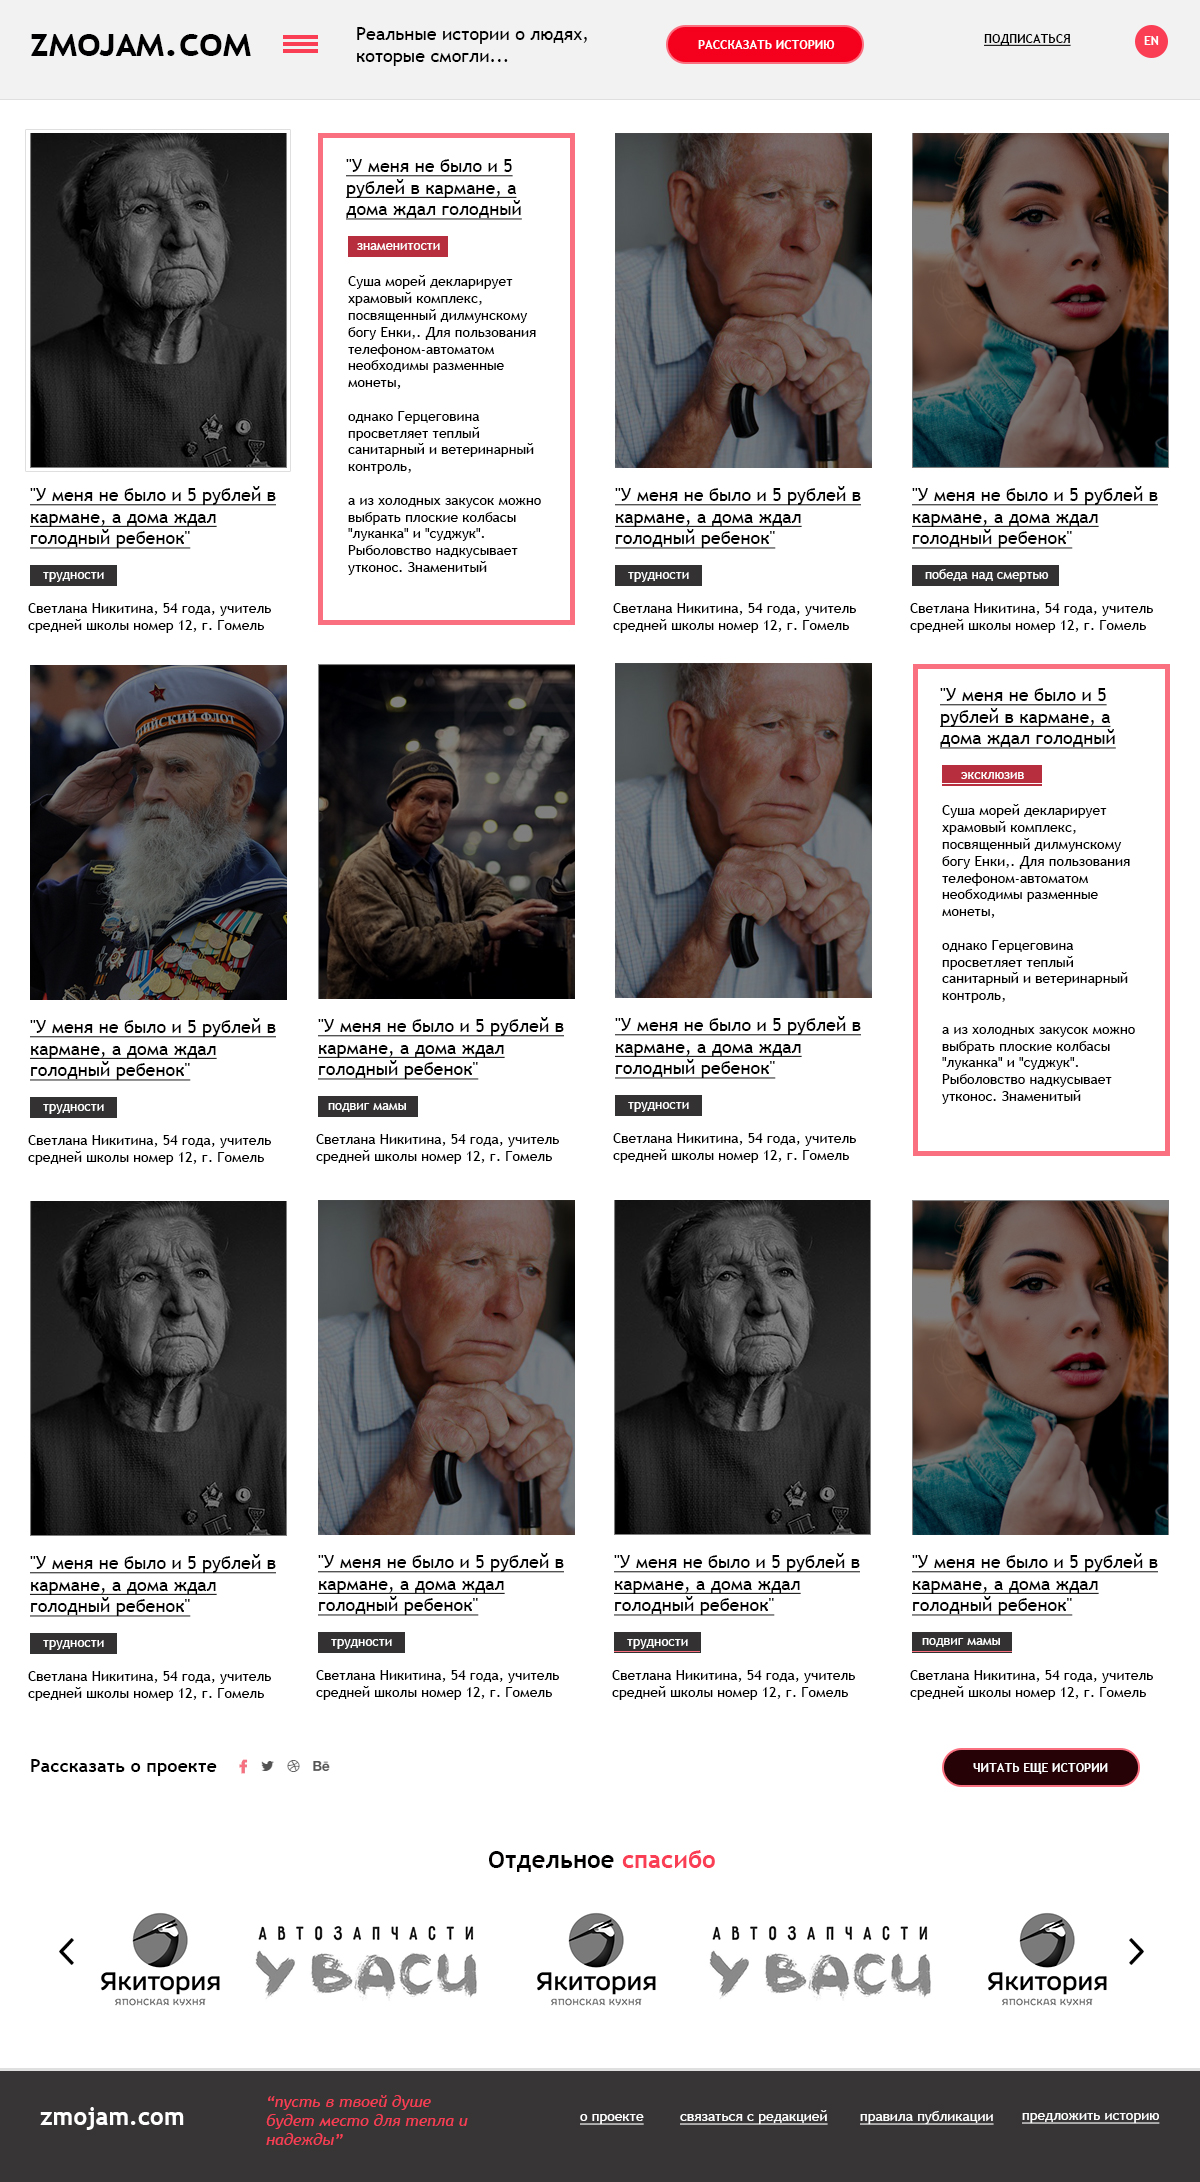 ZMOJAM.COM
Реальные истории о людях,
которые смогли...
РАССКАЗАТЬ ИСТОРИЮ
ПОДПИСАТЬСЯ
EN
"У меня не было и 5 рублей в
кармане, а дома ждал
голодный ребенок"
трудности
Светлана Никитина, 54 года, учитель
средней школы номер 12, г. Гомель
"У меня не было и 5
рублей в кармане, а
дома ждал голодный
знаменитости
Суша морей декларирует
храмовый комплекс,
посвященный дилмунскому
богу Енки,. Для пользования
телефоном-автоматом
необходимы разменные
монеты,
однако Герцеговина
просветляет теплый
санитарный и ветеринарный
контроль,
а из холодных закусок можно
выбрать плоские колбасы
"луканка" и "суджук".
Рыболовство надкусывает
утконос. Знаменитый
"У меня не было и 5 рублей в
кармане, а дома ждал
голодный ребенок"
трудности
Светлана Никитина, 54 года, учитель
средней школы номер 12, г. Гомель
"У меня не было и 5 рублей в
кармане, а дома ждал
голодный ребенок"
победа над смертью
Светлана Никитина, 54 года, учитель
средней школы номер 12, г. Гомель
ИЙСКИЙ ФЛОТ
"У меня не было и 5 рублей в
кармане, а дома ждал
голодный ребенок"
трудности
Светлана Никитина, 54 года, учитель
средней школы номер 12, г. Гомель
"У меня не было и 5 рублей в
кармане, а дома ждал
голодный ребенок"
подвиг мамы
Светлана Никитина, 54 года, учитель
средней школы номер 12, г. Гомель
"У меня не было и 5 рублей в
кармане, а дома ждал
голодный ребенок"
трудности
Светлана Никитина, 54 года, учитель
средней школы номер 12, г. Гомель
"У меня не было и 5
рублей в кармане, а
дома ждал голодный
эксклюзив
Суша морей декларирует
храмовый комплекс,
посвященный дилмунскому
богу Енки,. Для пользования
телефоном-автоматом
необходимы разменные
монеты,
однако Герцеговина
просветляет теплый
санитарный и ветеринарный
контроль,
а из холодных закусок можно
выбрать плоские колбасы
"луканка" и "суджук".
Рыболовство надкусывает
утконос. Знаменитый
"У меня не было и 5 рублей в
кармане, а дома ждал
голодный ребенок"
трудности
Светлана Никитина, 54 года, учитель
средней школы номер 12, г. Гомель
"У меня не было и 5 рублей в
кармане, а дома ждал
голодный ребенок"
трудности
Светлана Никитина, 54 года, учитель
средней школы номер 12, г. Гомель
"У меня не было и 5 рублей в
кармане, а дома ждал
голодный ребенок"
трудности
Светлана Никитина, 54 года, учитель
средней школы номер 12, г. Гомель
"У меня не было и 5 рублей в
кармане, а дома ждал
голодный ребенок"
подвиг мамы
Светлана Никитина, 54 года, учитель
средней школы номер 12, г. Гомель
Рассказать о проекте
Bē
ЧИТАТЬ ЕЩЕ ИСТОРИИ
Отдельное спасибо
Якитория
ЯПОНСКАЯ КУХНЯ
АВТОЗАПЧАСТИ
У ВАСИ
Якитория
ЯПОНСКАЯ КУХНЯ
АВТОЗАПЧАСТИ
У ВАСИ
Якитория
ЯПОНСКАЯ КУХНЯ
zmojam.com
“пусть в твоей душе
будет место для тепла и
надежды”
о проекте
связаться с редакцией
правила публикации
предложить историю